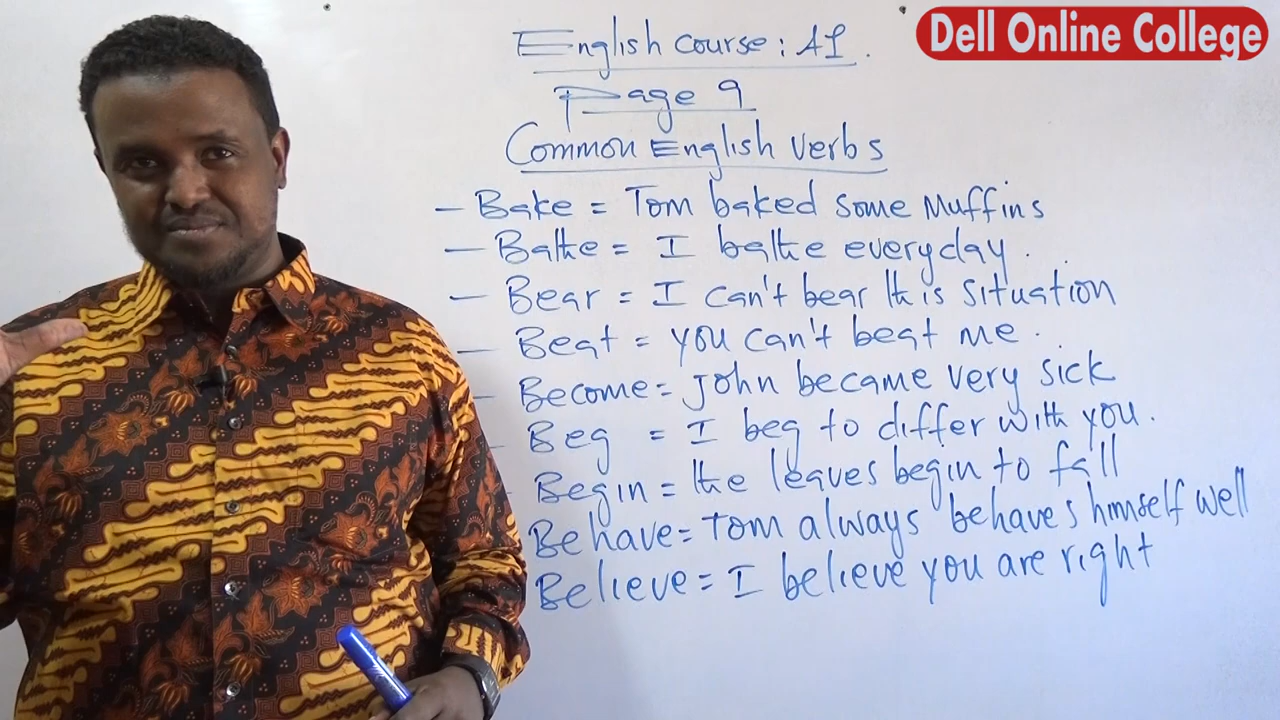 Dell Online College
English course: A1.
Page 9
Common English verbs
- Bake = Tom baked some Muffins
- Bathe = I bathe everyday.
- Bear = I can't bear this situation
- Beat = you can't beat me.
- Become = John became very sick
- Beg = I beg to differ with you.
- Begin = the leaves begin to fall
Behave = Tom always behaves himself well
Believe = I believe you are right